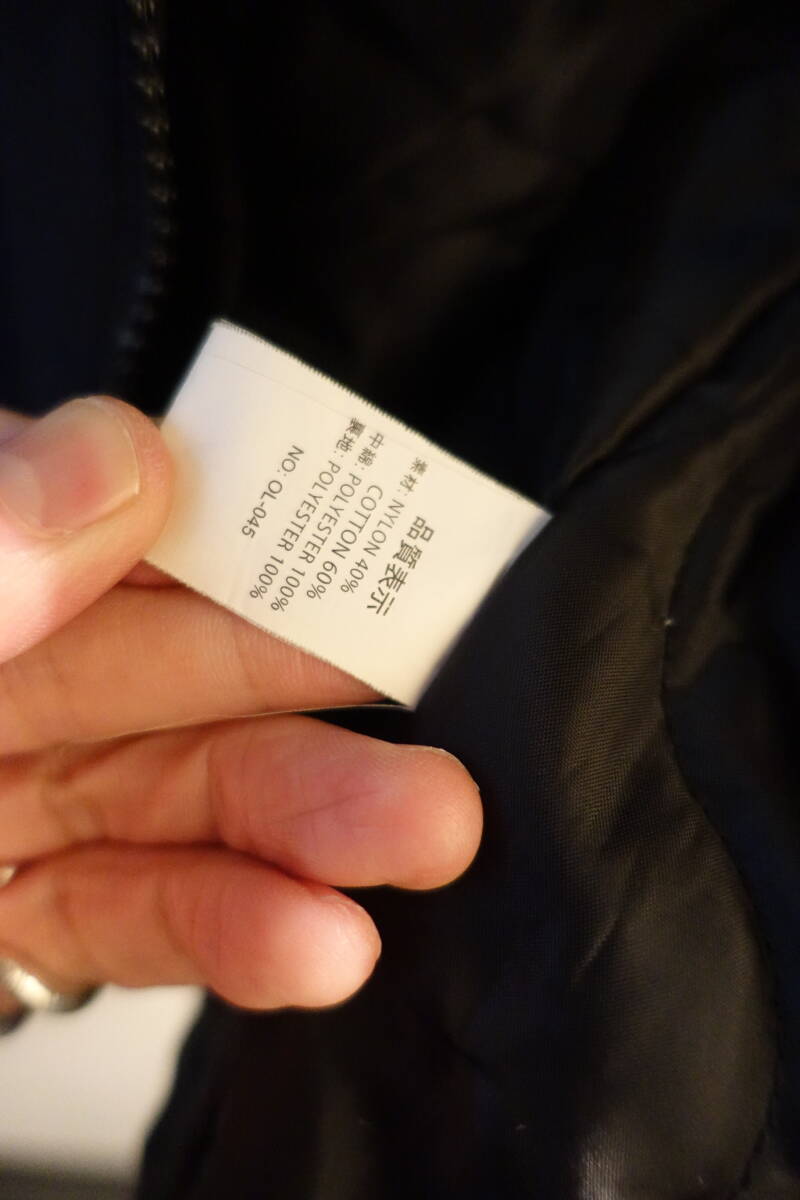 品質表示
素材: NYLON 40%
COTTON 60%
中綿: POLYESTER 100%
裏地: POLYESTER 100%
NO: OL-045